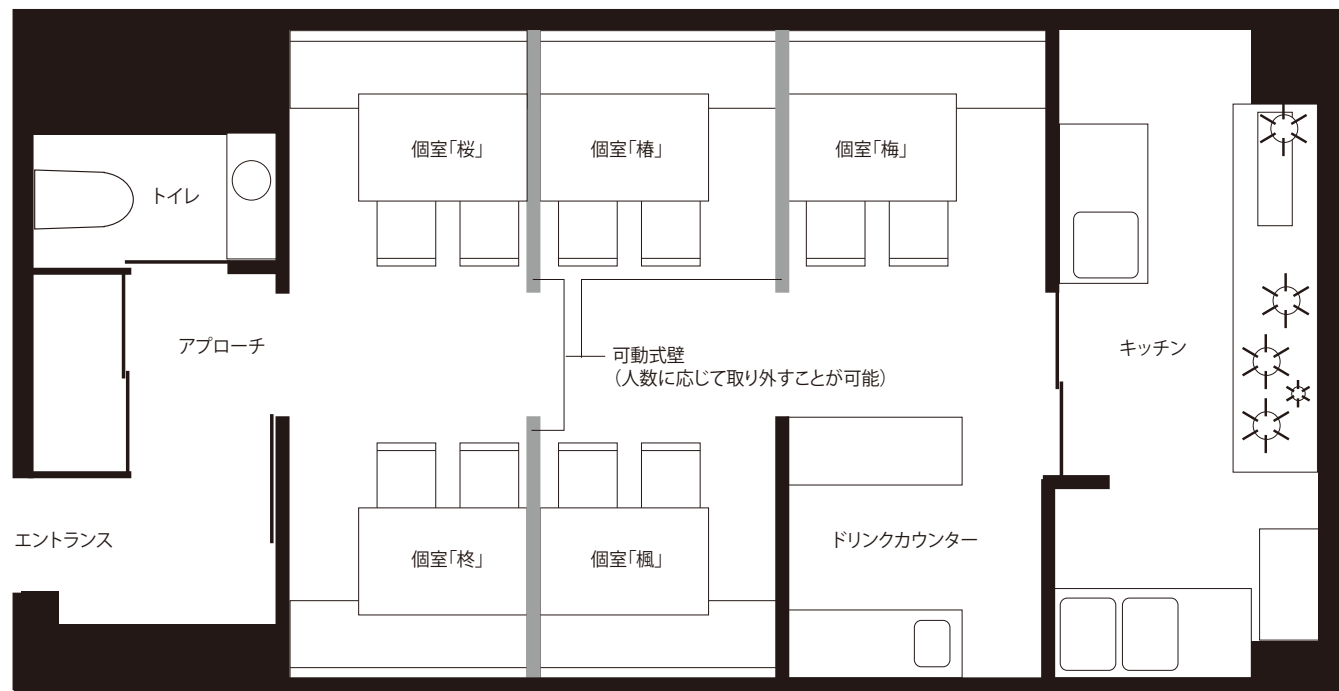 個室「桜」
個室「椿」
個室「梅」
トイレ
アプローチ
可動式壁
（人数に応じて取り外すことが可能）
キッチン
エントランス
個室「柊」
個室「楓」
ドリンクカウンター